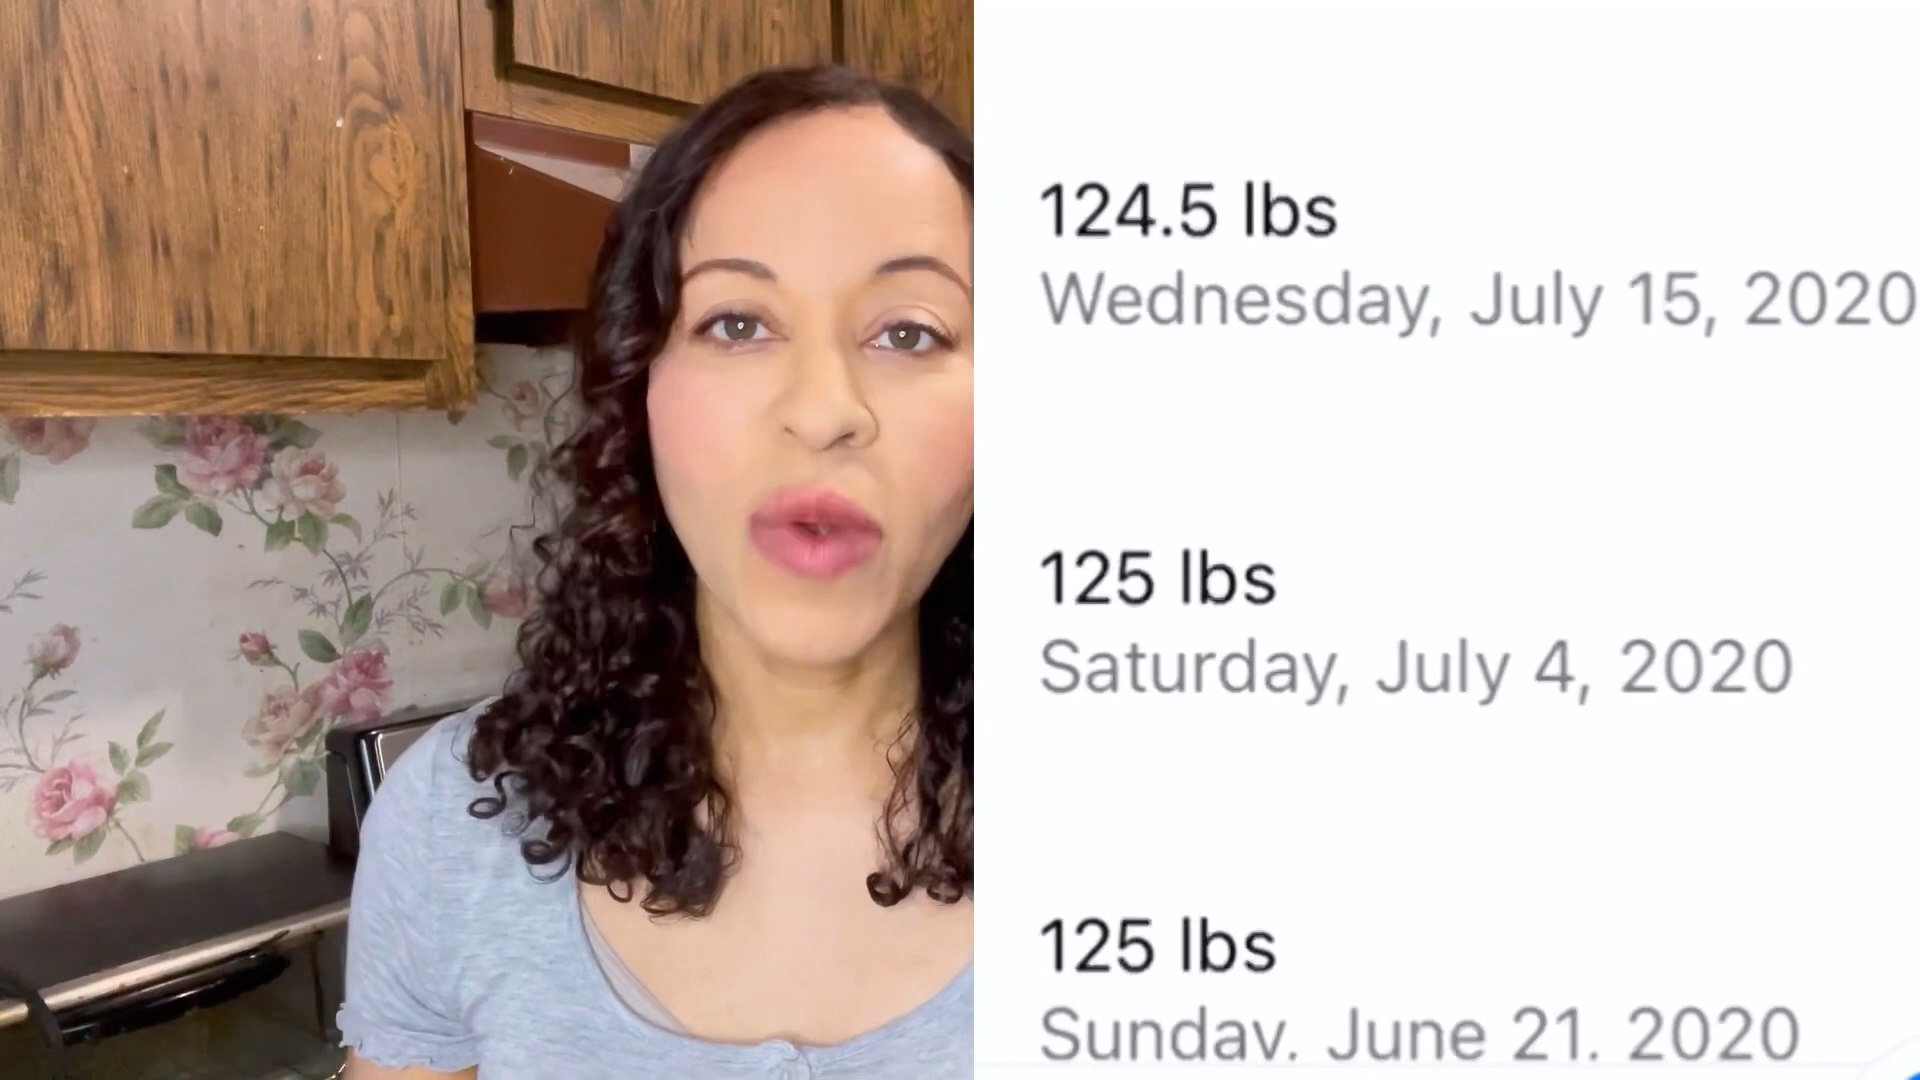 124.5 lbs
Wednesday, July 15, 2020
125 lbs
Saturday, July 4, 2020
125 lbs
Sunday, June 21, 2020